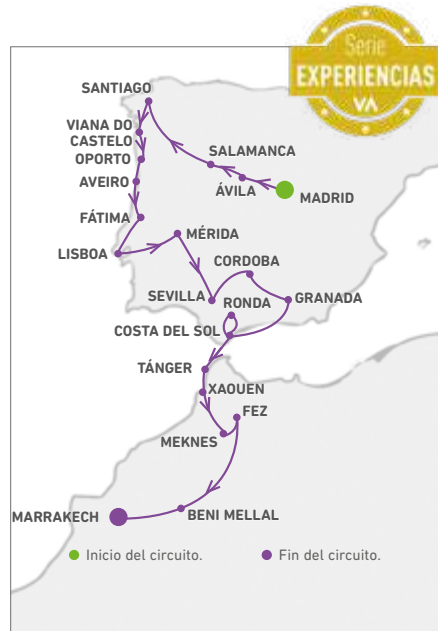 Serie
EXPERIENCIAS
VA
SANTIAGO
VIANA DO
CASTELO
OPORTO
AVEIRO
FÁTIMA
LISBOA
SALAMANCA
ÁVILA
MADRID
MÉRIDA
CORDOBA
SEVILLA
RONDA
GRANADA
COSTA DEL SOL
TÁNGER
XAOUEN
FEZ
MEKNES
MARRAKECH
BENI MELLAL
Inicio del circuito.
Fin del circuito.